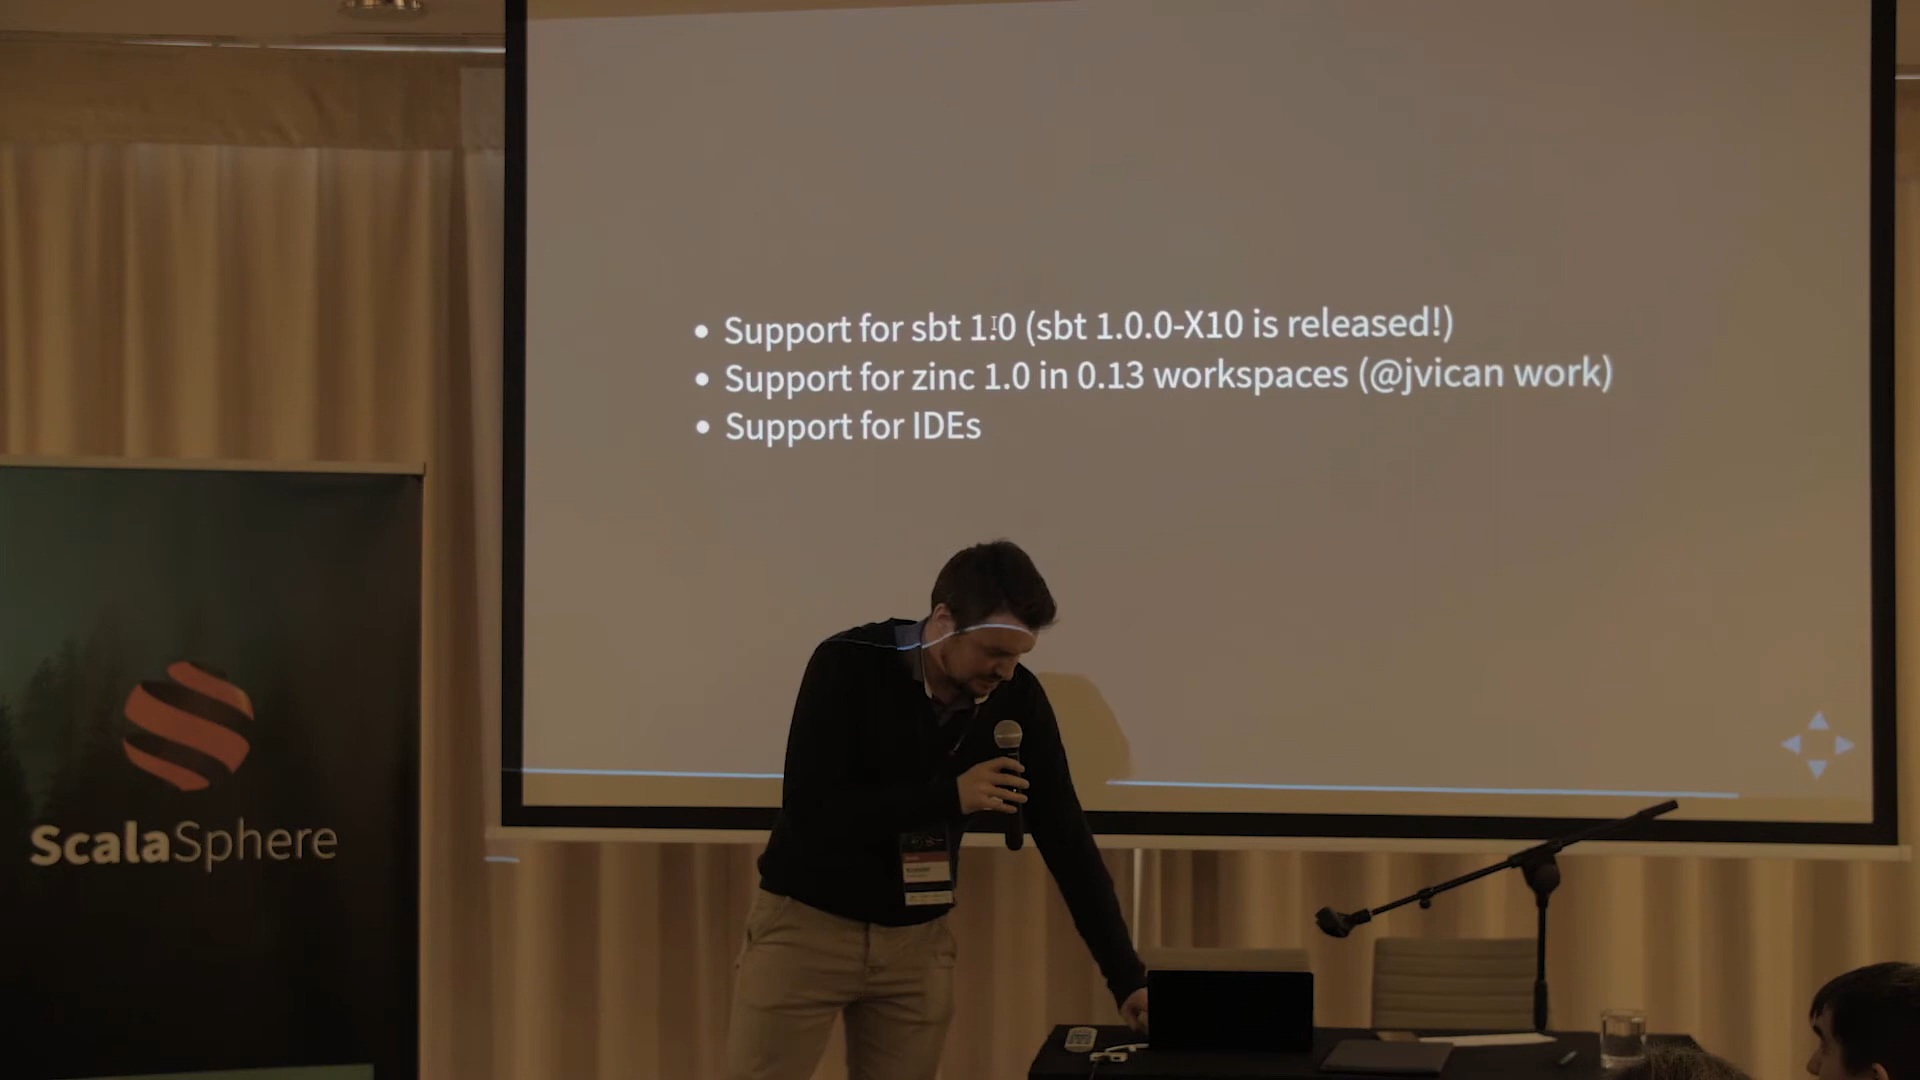 • Support for sbt 1.0 (sbt 1.0.0-X10 is released!)
• Support for zinc 1.0 in 0.13 workspaces (@jvican work)
• Support for IDEs
ScalaSphere